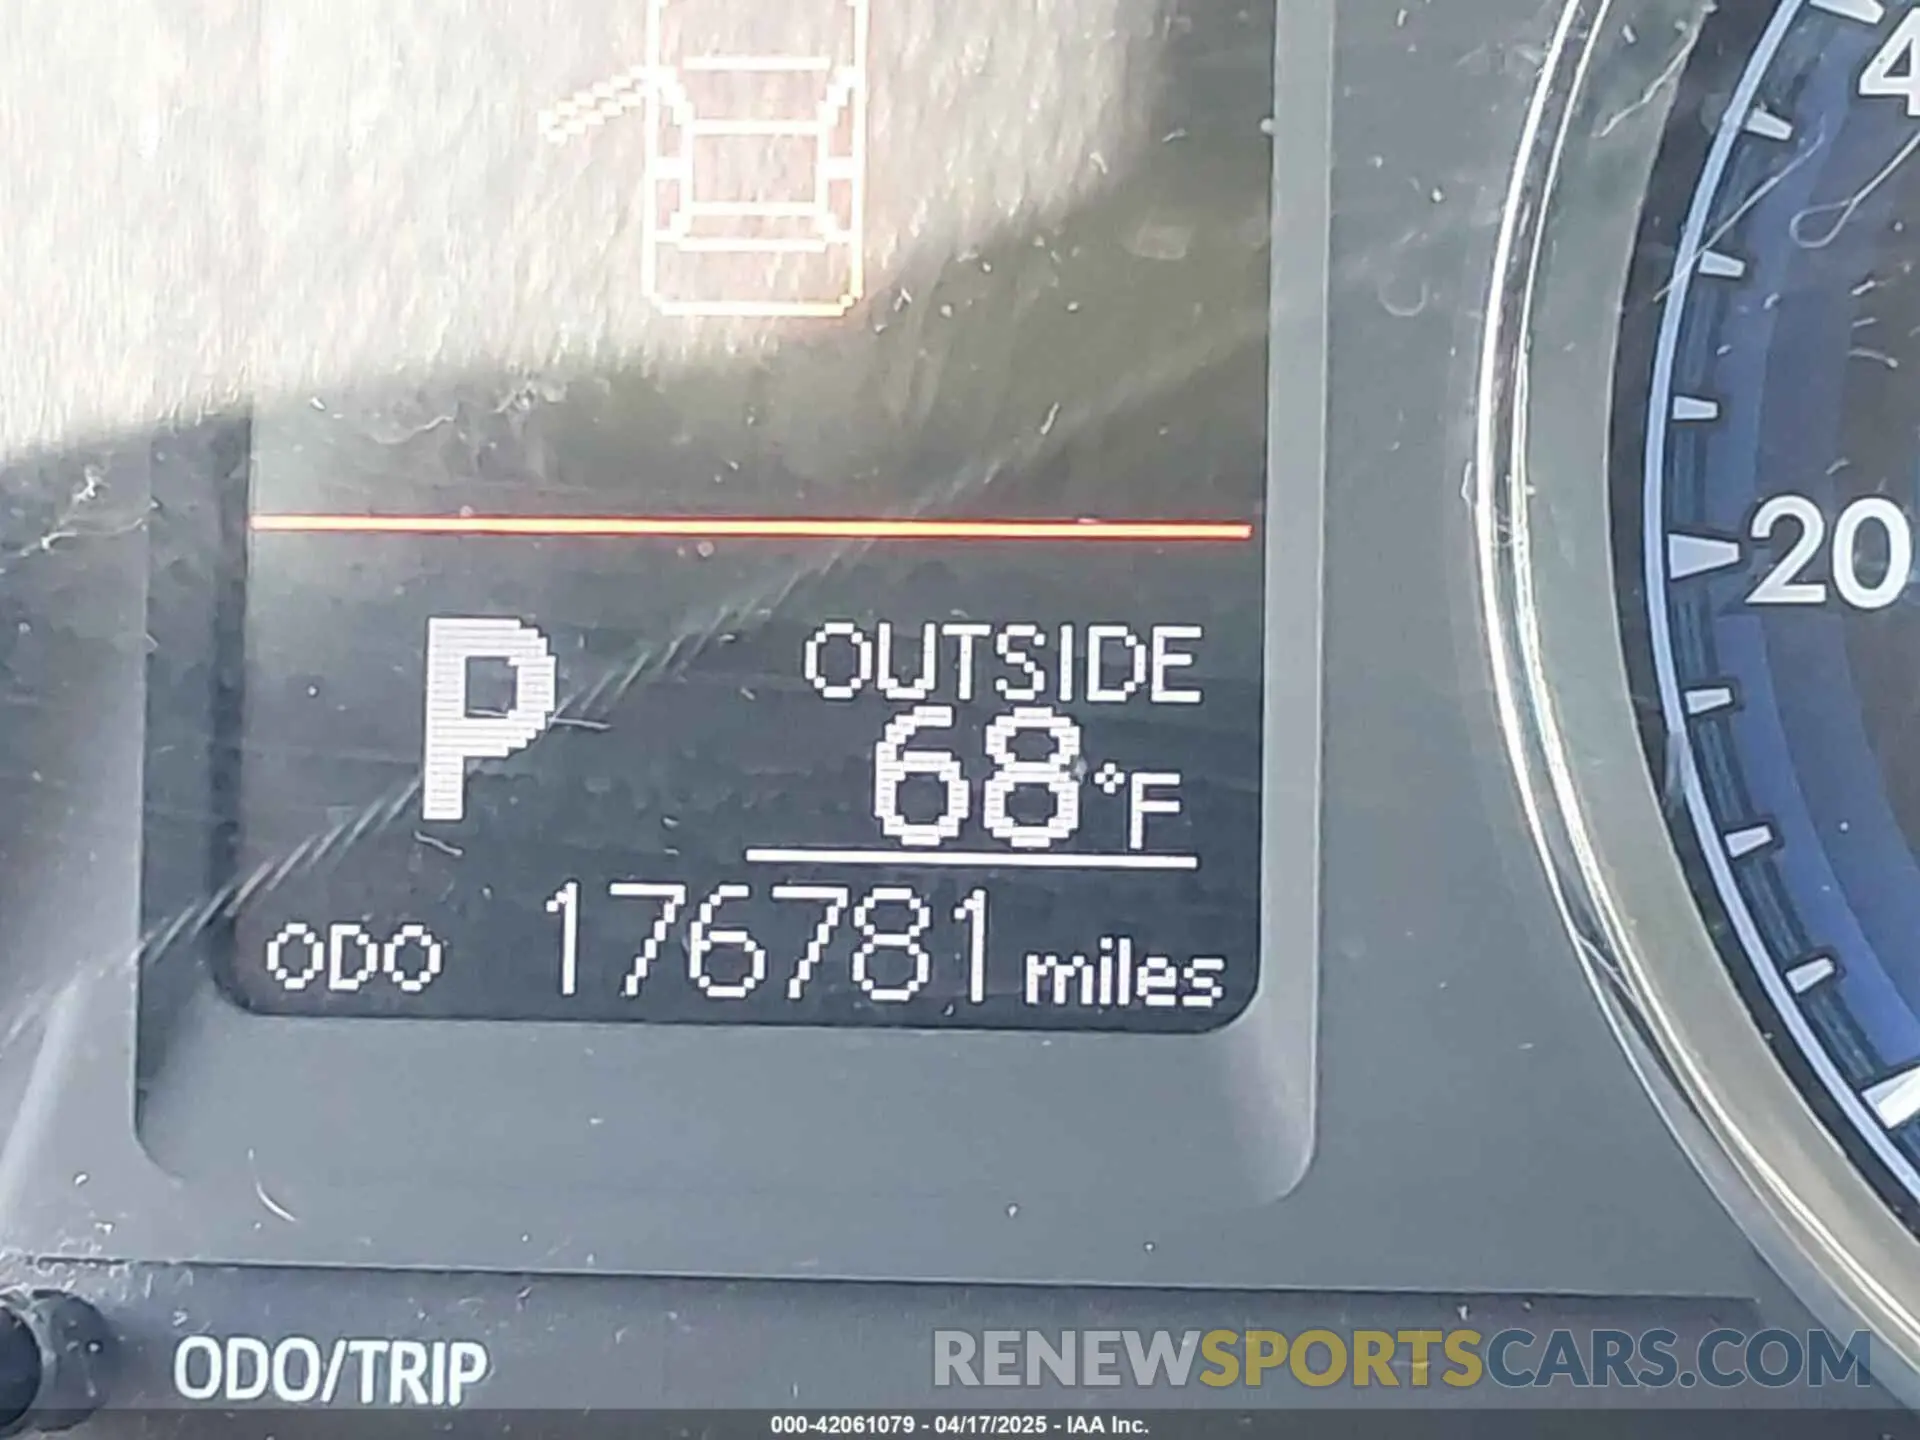 4
20
P
OUTSIDE
68°F
ODO 176781 miles
ODO/TRIP
RENEWSPORTSCARS.COM
000-42061079 - 04/17/2025 - IAA Inc.